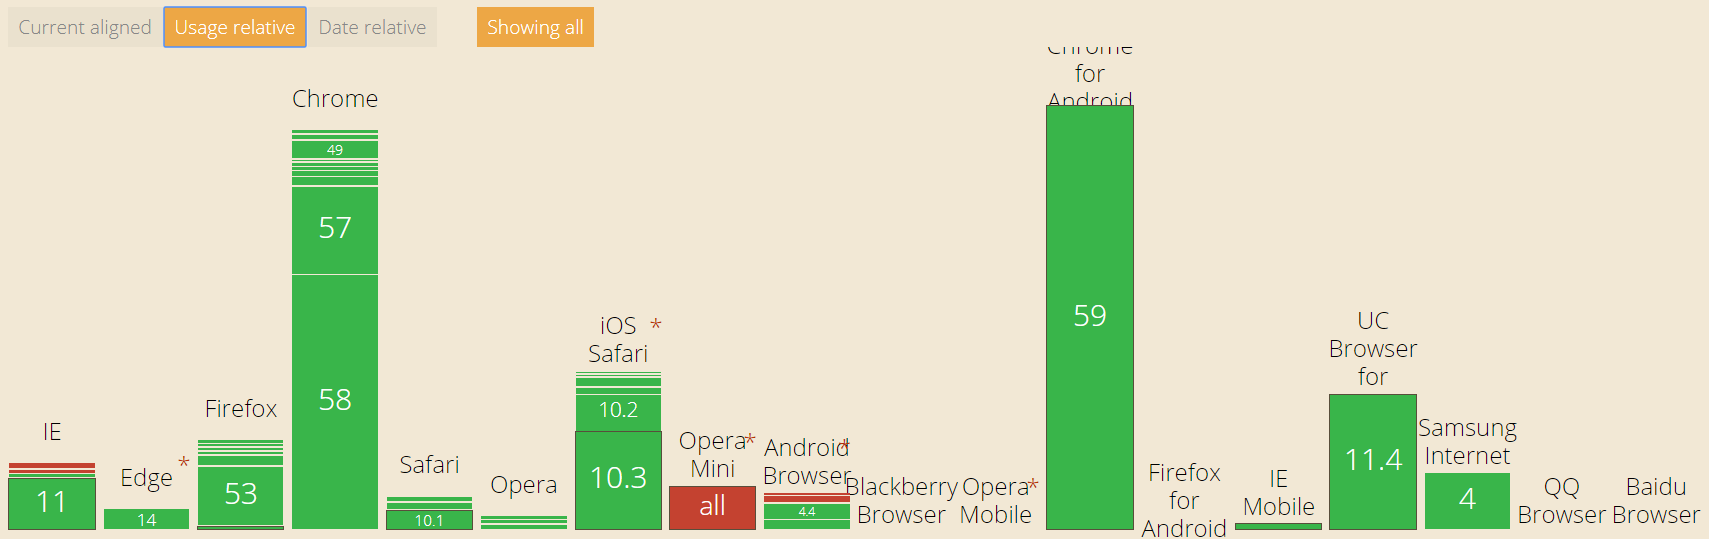 Current aligned
Usage relative
Date relative
Showing all
IE
11
Edge *
14
Firefox
53
Chrome
49
57
58
Safari
10.1
Opera
iOS *
Safari
10.2
10.3
Opera*
Mini
all
Android*
Browser
4.4
Blackberry
Browser
Opera*
Mobile
Chrome
for
Android
59
Firefox
for
Android
IE
Mobile
UC
Browser
for
11.4
Samsung
Internet
4
QQ
Browser
Baidu
Browser